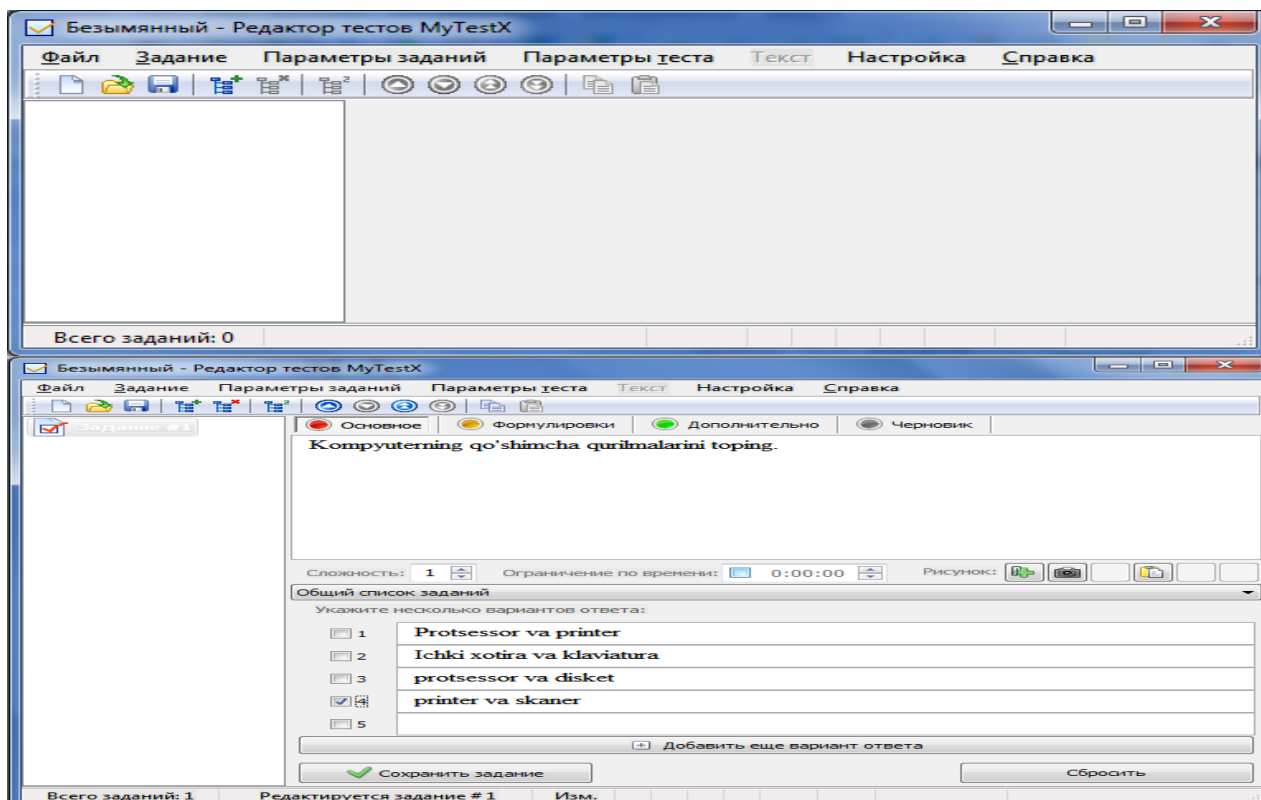 Безымянный - Редактор тестов MyTestX
Файл Задание Параметры заданий Параметры теста Текст Настройка Справка
Всего заданий: 0
Безымянный - Редактор тестов MyTestX
Файл Задание Параметры заданий Параметры теста Текст Настройка Справка
Задание #1 Основное Формулировки Дополнительно Черновик
Kompyuterning qo'shimcha qurilmalarini toping.
Сложность: 1 Ограничение по времени: 0:00:00 Рисунок:
Общий список заданий
Укажите несколько вариантов ответа:
1 Protsessor va printer
2 Ichki xotira va klaviatura
3 protsessor va disket
4 printer va skaner
5
Добавить еще вариант ответа
Сохранить задание Сбросить
Всего заданий: 1 Редактируется задание # 1 Изм.